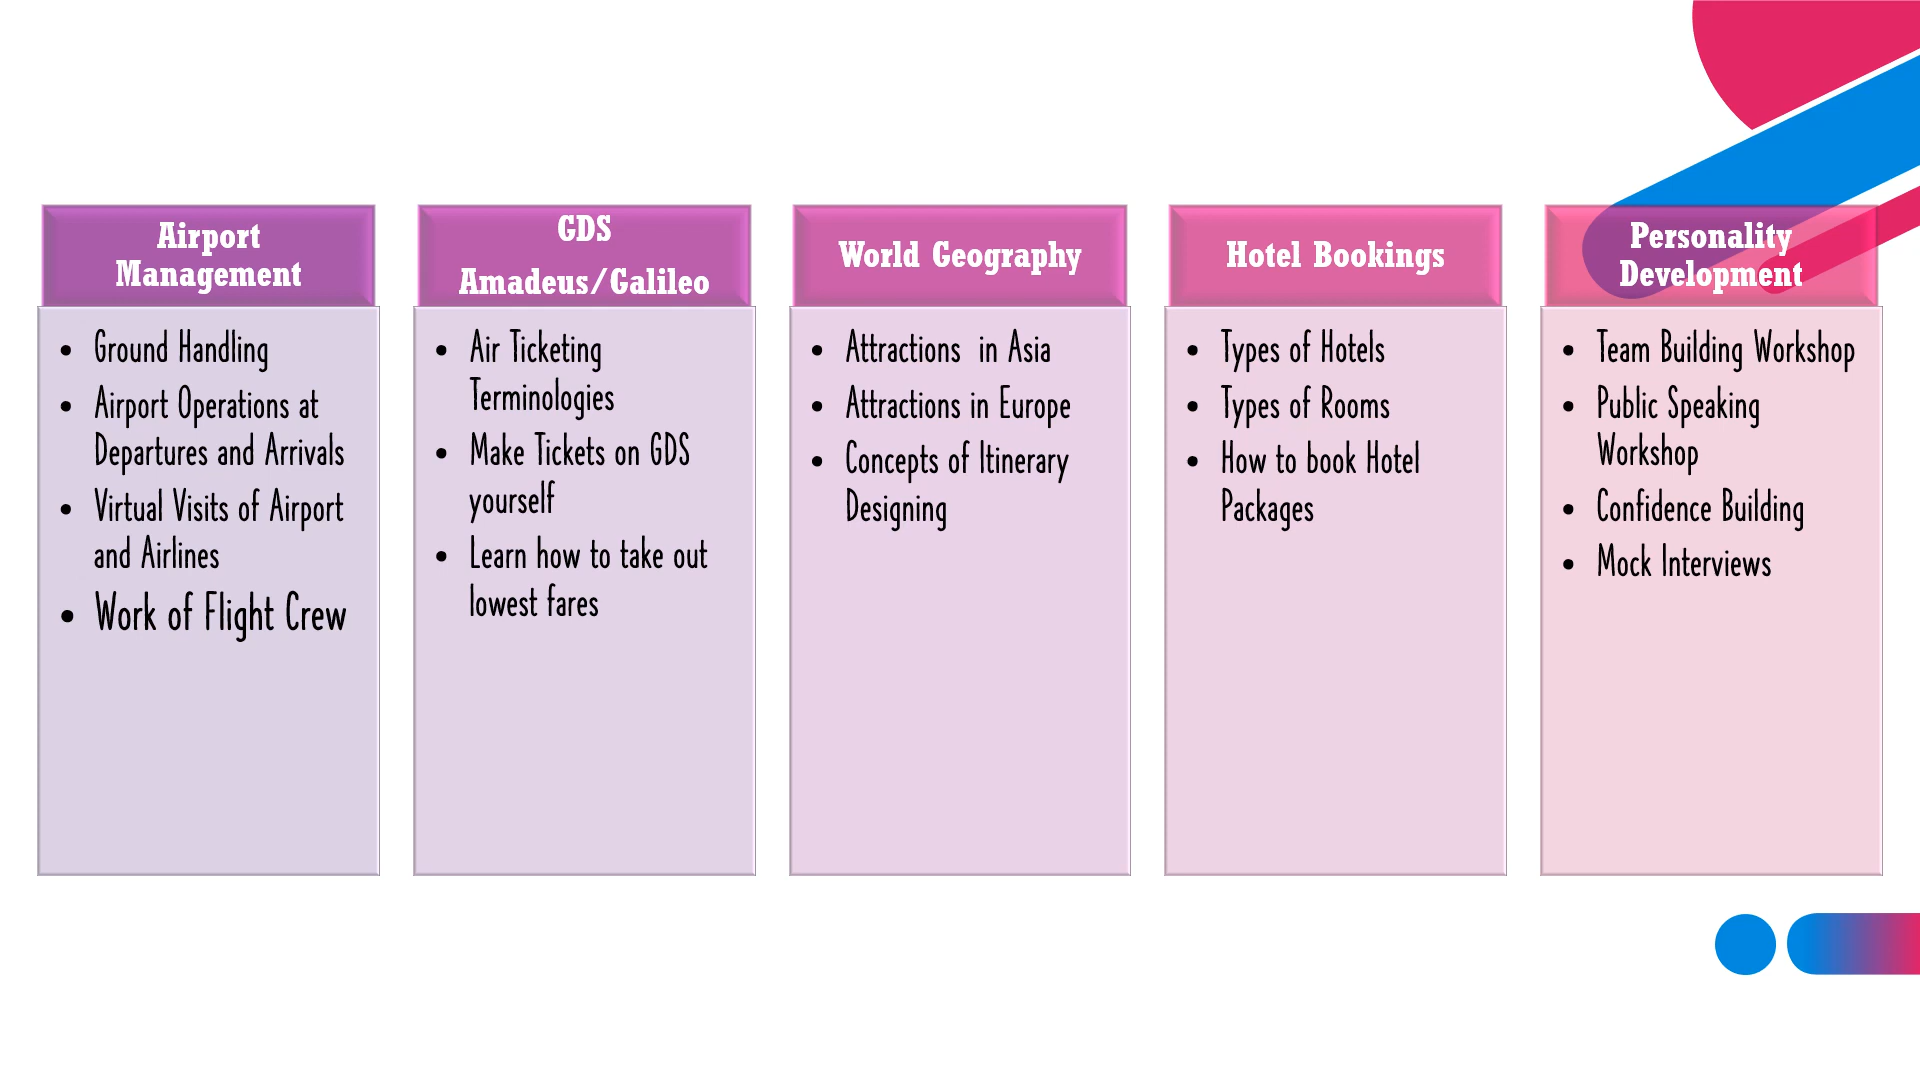 Airport
Management
• Ground Handling
• Airport Operations at
Departures and Arrivals
• Virtual Visits of Airport
and Airlines
• Work of Flight Crew
GDS
Amadeus/Galileo
• Air Ticketing
Terminologies
• Make Tickets on GDS
yourself
• Learn how to take out
lowest fares
World Geography
• Attractions  in Asia
• Attractions in Europe
• Concepts of Itinerary
Designing
Hotel Bookings
• Types of Hotels
• Types of Rooms
• How to book Hotel
Packages
Personality
Development
• Team Building Workshop
• Public Speaking
Workshop
• Confidence Building
• Mock Interviews